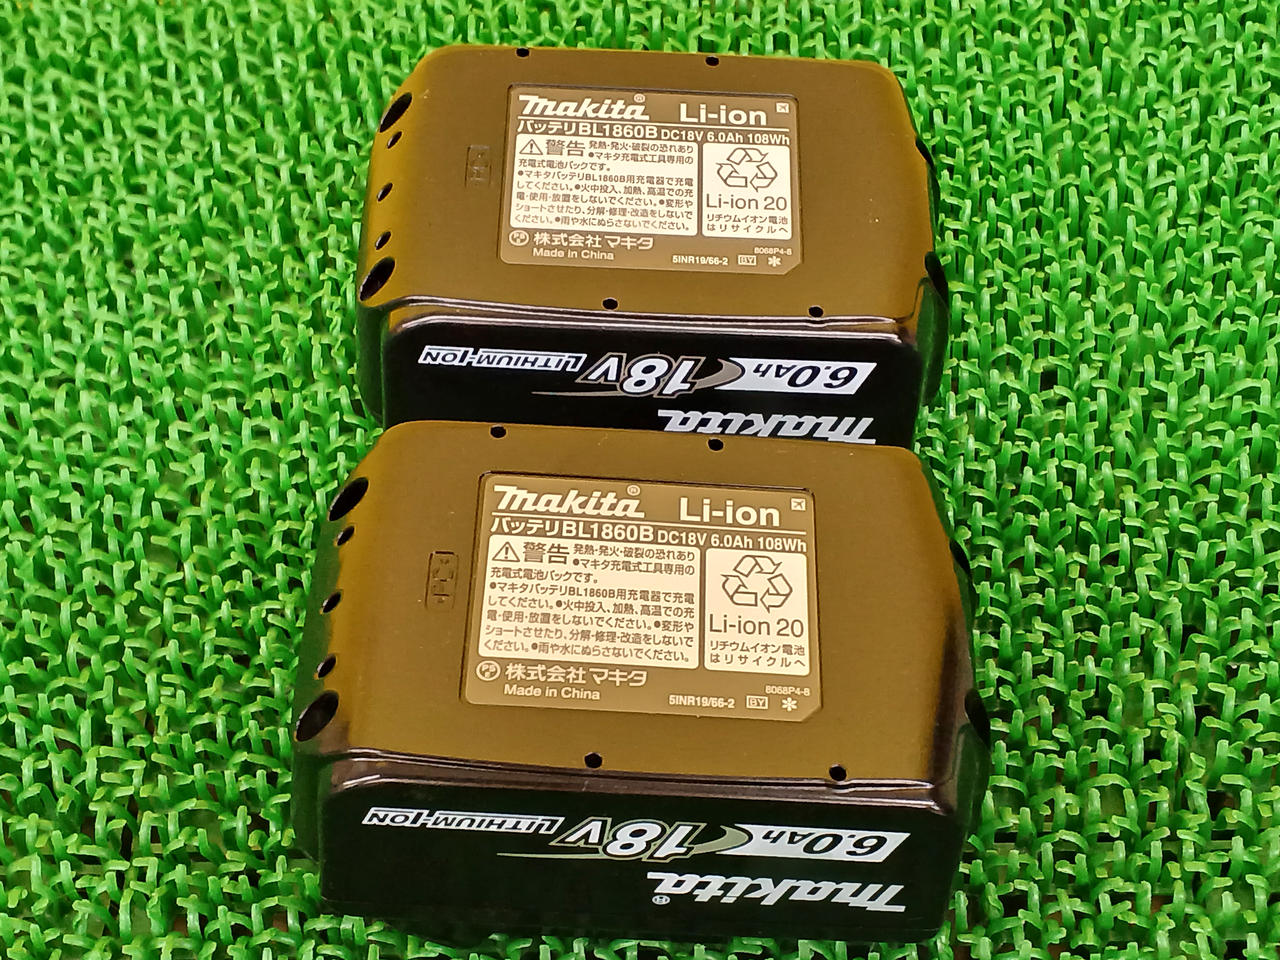 makita® Li-ion
バッテリBL1860B DC18V 6.0Ah 108Wh
警告 発熱・発火・破裂の恐れあり
●マキタ充電式工具専用の
充電式電池パックです。
●マキタバッテリBL1860B用充電器で充電
してください。●火中投入、加熱、高温での充
電・使用・放置をしないでください。●変形や
ショートさせたり、分解・修理・改造をしないで
ください。●雨や水にぬらさないでください。
Li-ion 20
リチウムイオン電池
はリサイクルへ
株式会社マキタ
Made in China
8068P4-8
5INR19/66-2 BY ✲
6.0Ah 18V LITHIUM-ION
makita
makita® Li-ion
バッテリBL1860B DC18V 6.0Ah 108Wh
警告 発熱・発火・破裂の恐れあり
●マキタ充電式工具専用の
充電式電池パックです。
●マキタバッテリBL1860B用充電器で充電
してください。●火中投入、加熱、高温での充
電・使用・放置をしないでください。●変形や
ショートさせたり、分解・修理・改造をしないで
ください。●雨や水にぬらさないでください。
Li-ion 20
リチウムイオン電池
はリサイクルへ
株式会社マキタ
Made in China
8068P4-8
5INR19/66-2 BY ✲
6.0Ah 18V LITHIUM-ION
makita®